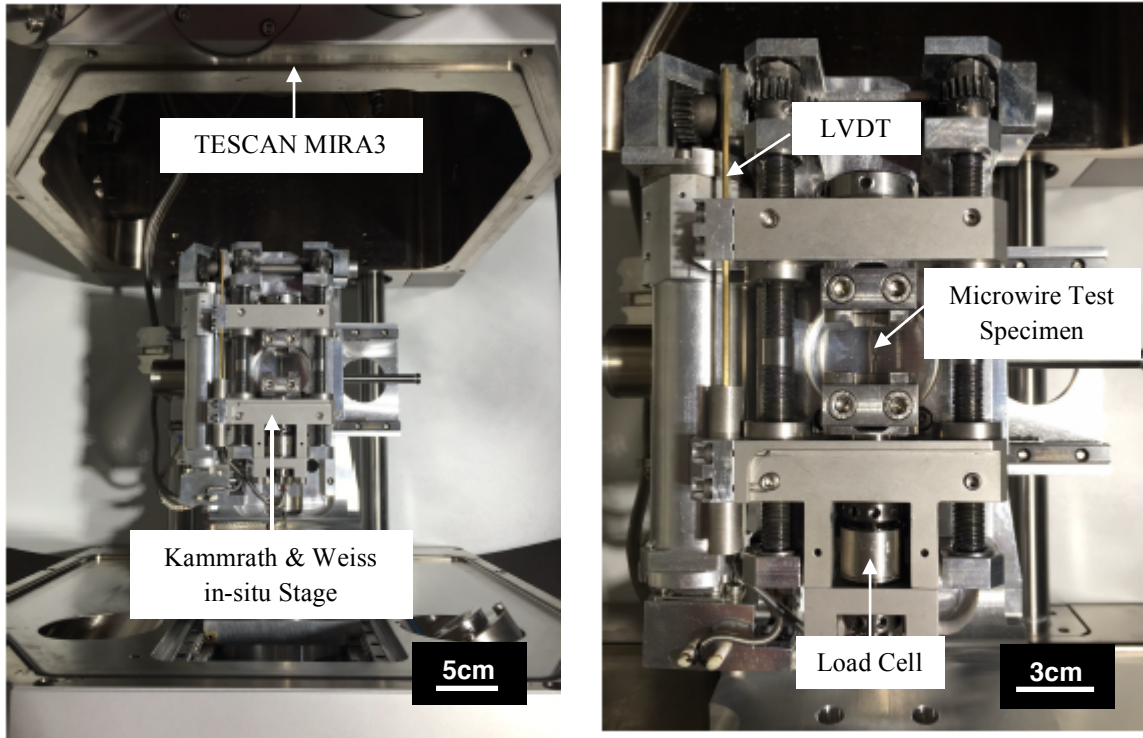 TESCAN MIRA3
Kammrath & Weiss
in-situ Stage
5cm
LVDT
Microwire Test
Specimen
Load Cell
3cm